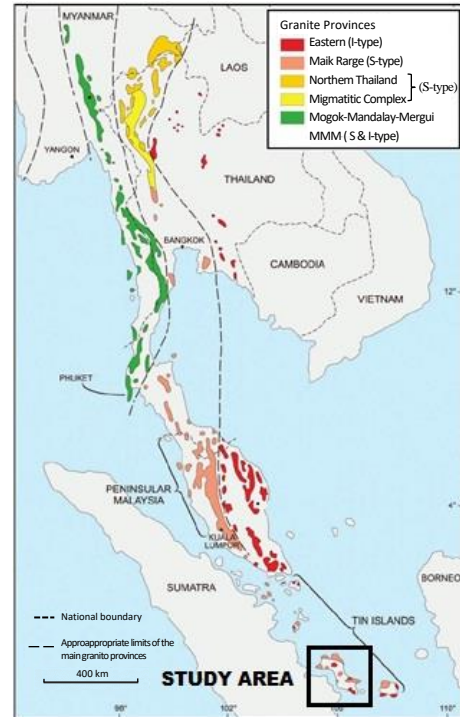 MYANMAR
Granite Provinces
Eastern (I-type)
Maik Rarge (S-type)
Northem Thailand
Migmatitic Complex
(S-type)
Mogok-Mandalay-Mergui
MMM ( S & I-type)
LAOS
YANGON
THAILAND
BANGKOK
CAMBODIA
VIETNAM
12°
PHUKET
PENINSULAR
MALAYSIA
KUALA
LUMPUR
4°
SUMATRA
BORNEO
TIN ISLANDS
National boundary
Approappropriate limits of the
main granito provinces
400 km
STUDY AREA
98°
102°
110°